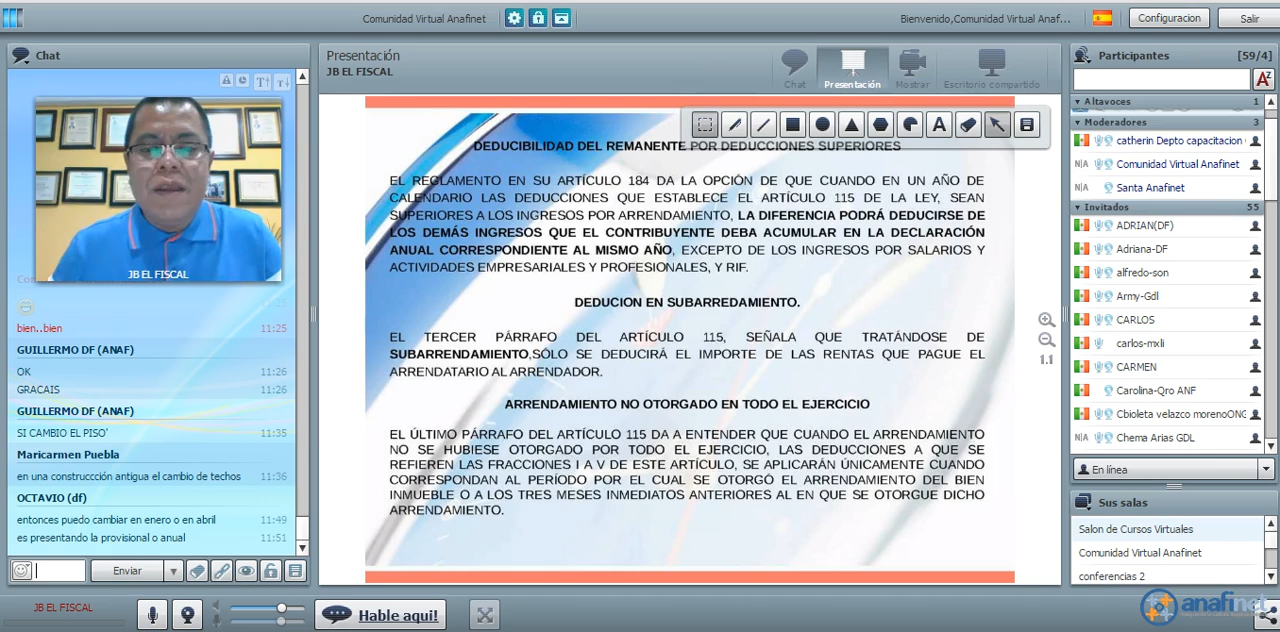 Comunidad Virtual Anafinet
Bienvenido,Comunidad Virtual Anaf...
Configuracion
Salir
Chat
JB EL FISCAL
bien..bien 11:25
GUILLERMO DF (ANAF)
OK 11:26
GRACAIS 11:26
GUILLERMO DF (ANAF)
SI CAMBIO EL PISO' 11:35
Maricarmen Puebla
en una construccción antigua el cambio de techos 11:36
OCTAVIO (df)
entonces puedo cambiar en enero o en abril 11:49
es presentando la provisional o anual 11:51
Enviar
Presentación
JB EL FISCAL
Chat
Presentación
Mostrar
Escritorio compartido
DEDUCIBILIDAD DEL REMANENTE POR DEDUCCIONES SUPERIORES
EL REGLAMENTO EN SU ARTÍCULO 184 DA LA OPCIÓN DE QUE CUANDO EN UN AÑO DE
CALENDARIO LAS DEDUCCIONES QUE ESTABLECE EL ARTÍCULO 115 DE LA LEY, SEAN
SUPERIORES A LOS INGRESOS POR ARRENDAMIENTO, LA DIFERENCIA PODRÁ DEDUCIRSE DE
LOS DEMÁS INGRESOS QUE EL CONTRIBUYENTE DEBA ACUMULAR EN LA DECLARACIÓN
ANUAL CORRESPONDIENTE AL MISMO AÑO, EXCEPTO DE LOS INGRESOS POR SALARIOS Y
ACTIVIDADES EMPRESARIALES Y PROFESIONALES, Y RIF.
DEDUCION EN SUBARREDAMIENTO.
EL TERCER PÁRRAFO DEL ARTÍCULO 115, SEÑALA QUE TRATÁNDOSE DE
SUBARRENDAMIENTO,SÓLO SE DEDUCIRÁ EL IMPORTE DE LAS RENTAS QUE PAGUE EL
ARRENDATARIO AL ARRENDADOR.
ARRENDAMIENTO NO OTORGADO EN TODO EL EJERCICIO
EL ÚLTIMO PÁRRAFO DEL ARTÍCULO 115 DA A ENTENDER QUE CUANDO EL ARRENDAMIENTO
NO SE HUBIESE OTORGADO POR TODO EL EJERCICIO, LAS DEDUCCIONES A QUE SE
REFIEREN LAS FRACCIONES I A V DE ESTE ARTÍCULO, SE APLICARÁN ÚNICAMENTE CUANDO
CORRESPONDAN AL PERÍODO POR EL CUAL SE OTORGÓ EL ARRENDAMIENTO DEL BIEN
INMUEBLE O A LOS TRES MESES INMEDIATOS ANTERIORES AL EN QUE SE OTORGUE DICHO
ARRENDAMIENTO.
1.1
Participantes [59/4]
Altavoces 1
Moderadores 3
catherin Depto capacitacion
N/A Comunidad Virtual Anafinet
N/A Santa Anafinet
Invitados 55
ADRIAN(DF)
Adriana-DF
alfredo-son
Army-Gdl
CARLOS
carlos-mxli
CARMEN
Carolina-Qro ANF
Cbioleta velazco morenoONG
N/A Chema Arias GDL
En línea
Sus salas
Salon de Cursos Virtuales
Comunidad Virtual Anafinet
conferencias 2
JB EL FISCAL
Hable aqui!
anafinet